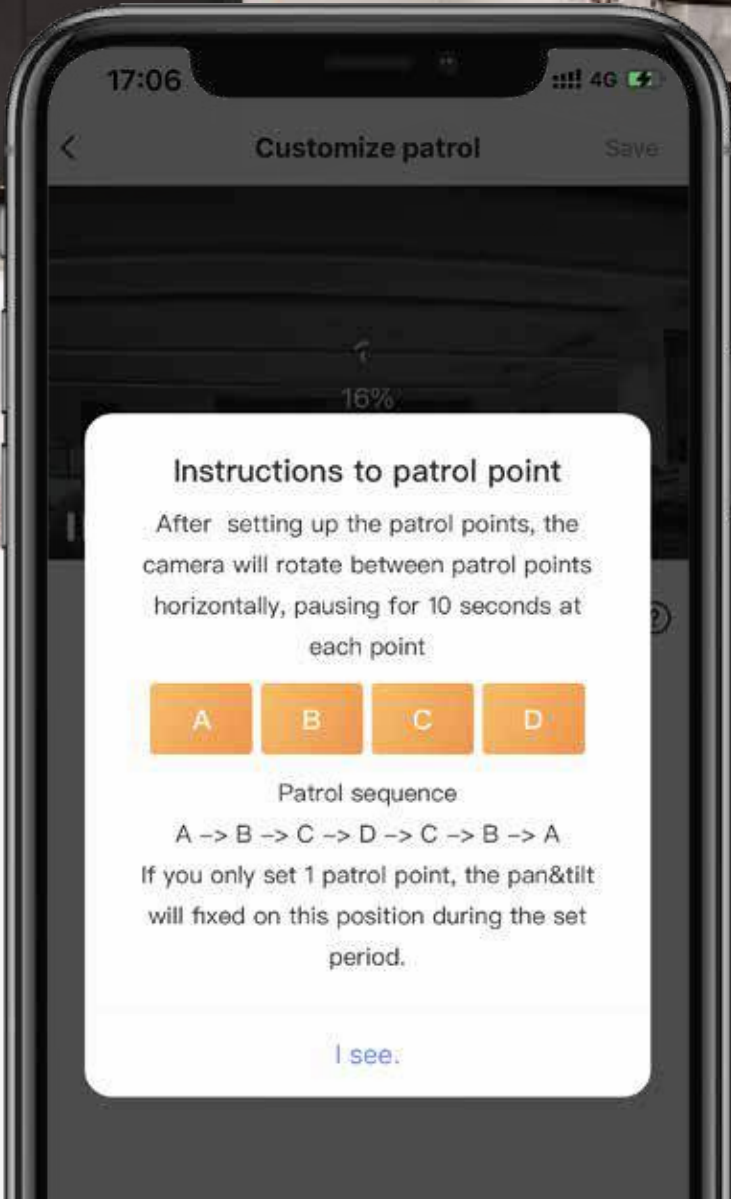 17:06
4G
Customize patrol
Save
16%
Instructions to patrol point
After setting up the patrol points, the
camera will rotate between patrol points
horizontally, pausing for 10 seconds at
each point
A B C D
Patrol sequence
A –> B –> C –> D –> C –> B –> A
If you only set 1 patrol point, the pan&tilt
will fixed on this position during the set
period.
I see.